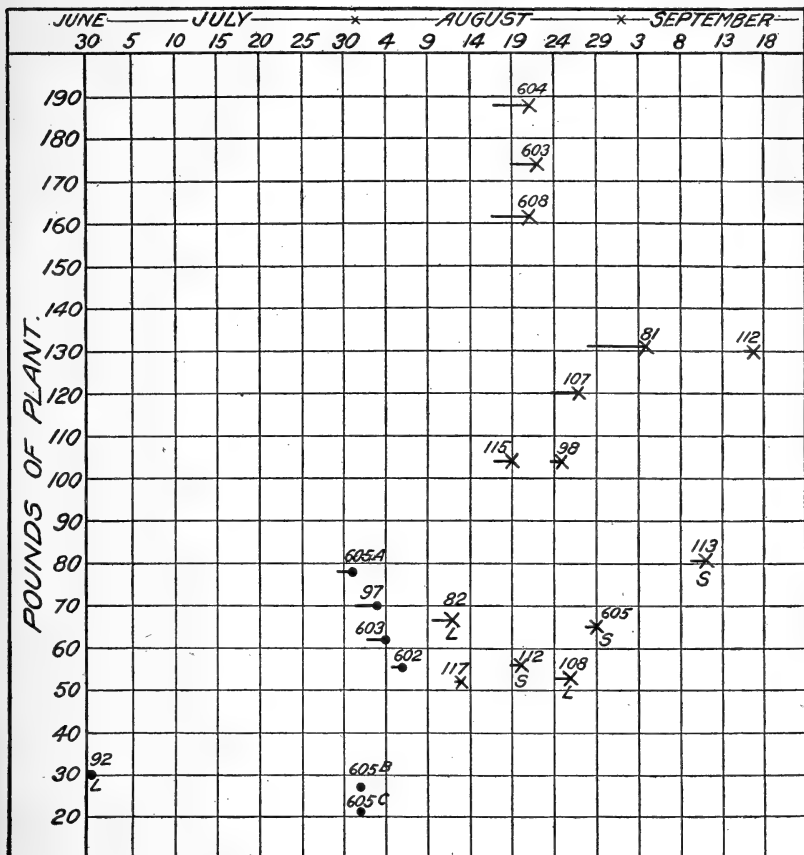 JUNE JULY × AUGUST × SEPTEMBER
30 5 10 15 20 25 30 4 9 14 19 24 29 3 8 13 18
POUNDS OF PLANT.
604
190
180
603
170
608
160
150
140
81 112
130
107
120
110
115 98
100
90
113
80
S
605A
97 82 605
70
L
603 S
60
602 117 112 108
S L
50
40
92
30
L
605B
605C
20